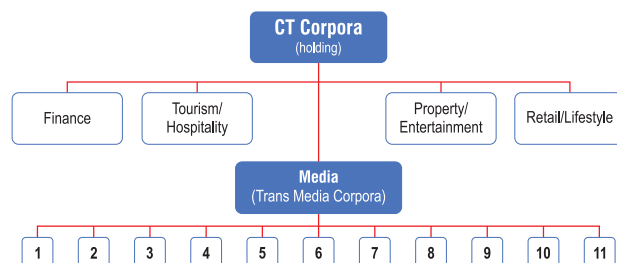 CT Corpora
(holding)
Finance
Tourism/
Hospitality
Property/
Entertainment
Retail/Lifestyle
Media
(Trans Media Corpora)
1 2 3 4 5 6 7 8 9 10 11